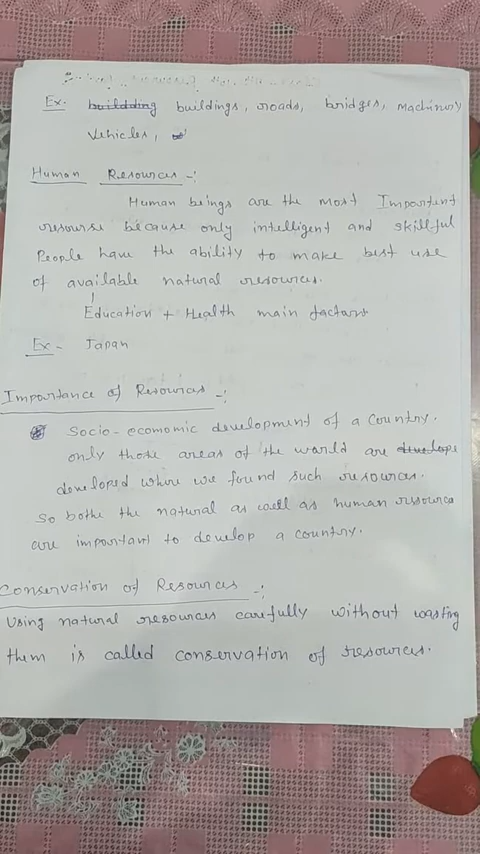 Ex. building buildings, roads, bridges, machinory
Vehicles,
Human Resources -:
Human beings are the most Importent
resourse because only intelligent and skillful
People have the ability to make best use
of available natural resources.
Education + Health main factors
Ex - Japan
Importance of Resources -:
Socio-economic development of a country.
only those areas of the world are develope
developed where we found such resources.
So bothe the natural as well as human resource
are important to develop a country.
Conservation of Resources -:
Using natural resources carefully without wasting
them is called conservation of resources.